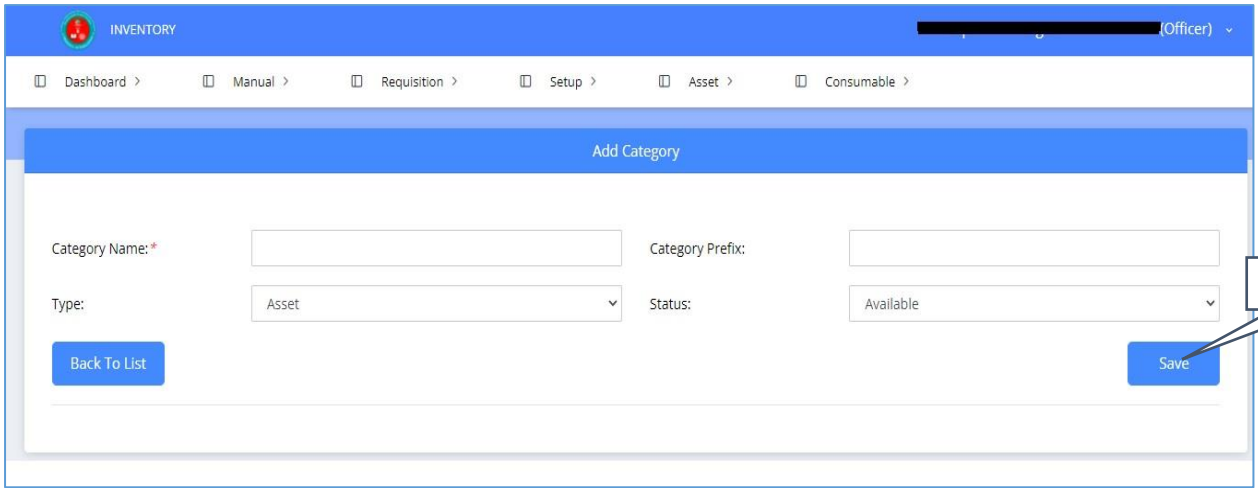 INVENTORY (Officer)
Dashboard > Manual > Requisition > Setup > Asset > Consumable >
Add Category
Category Name:* Category Prefix:
Type: Asset Status: Available
Back To List Save